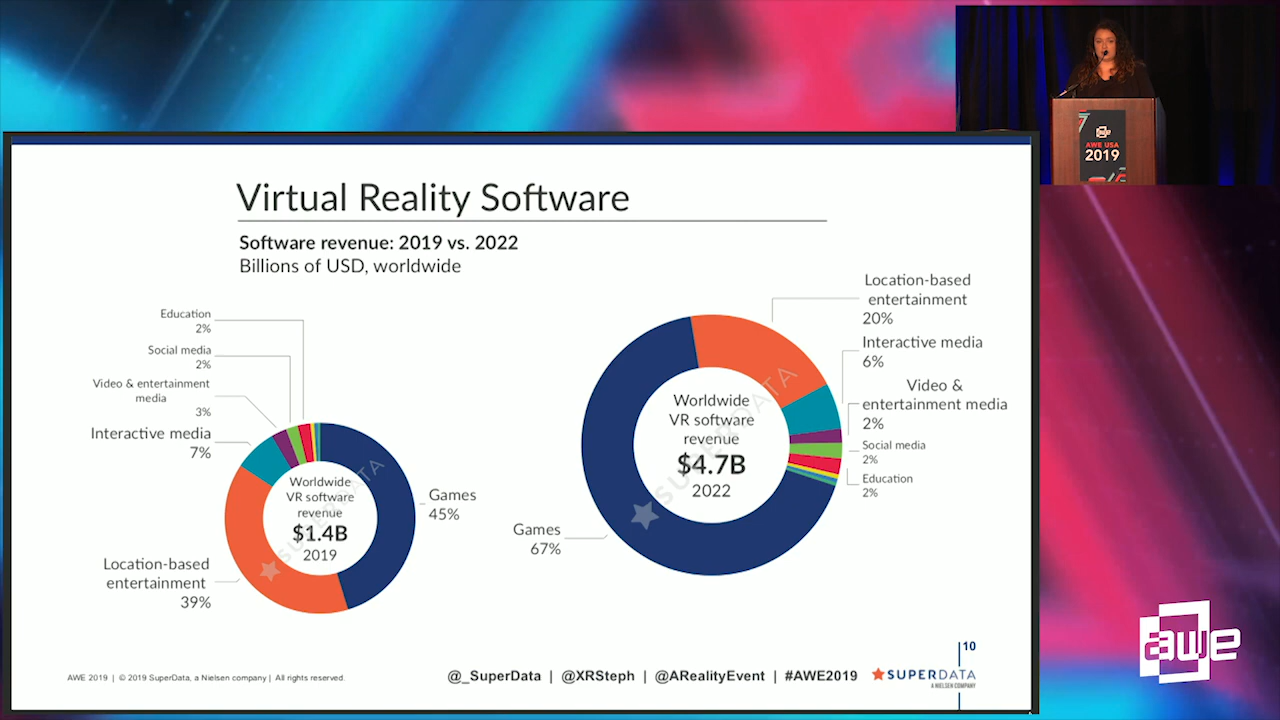 AWE USA
2019
Virtual Reality Software
Software revenue: 2019 vs. 2022
Billions of USD, worldwide
Education
2%
Social media
2%
Video & entertainment
media
3%
Interactive media
7%
Location-based
entertainment
39%
Games
45%
Worldwide
VR software
revenue
$1.4B
2019
SUPERDATA
Location-based
entertainment
20%
Interactive media
6%
Video &
entertainment media
2%
Social media
2%
Education
2%
Games
67%
Worldwide
VR software
revenue
$4.7B
2022
SUPERDATA
10
AWE 2019 | © 2019 SuperData, a Nielsen company | All rights reserved.
@_SuperData | @XRSteph | @ARealityEvent | #AWE2019
SUPERDATA
A NIELSEN COMPANY
awe